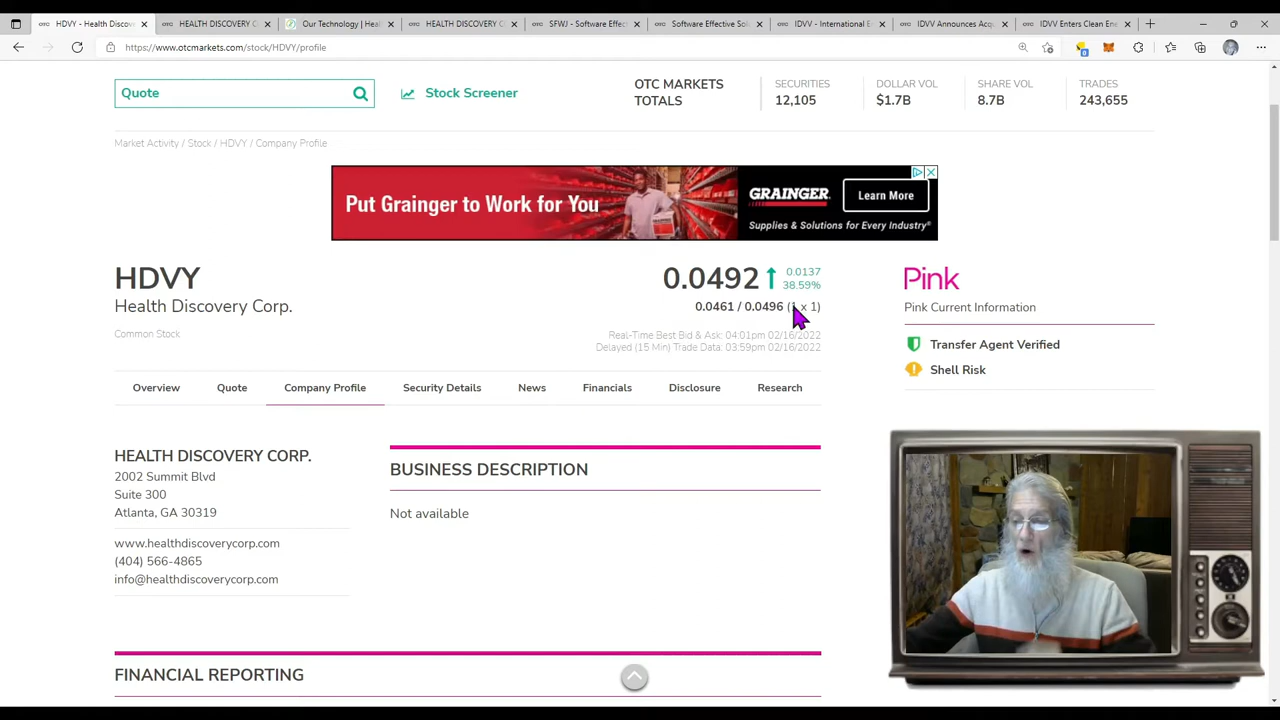 HDVY - Health Discov
HEALTH DISCOVERY C
Our Technology | Heal
HEALTH DISCOVERY C
SFWJ - Software Effec
Software Effective Sol
IDVV - International E
IDVV Announces Acq
IDVV Enters Clean Ene
https://www.otcmarkets.com/stock/HDVY/profile
Quote
Stock Screener
OTC MARKETS
TOTALS
SECURITIES
12,105
DOLLAR VOL
$1.7B
SHARE VOL
8.7B
TRADES
243,655
Market Activity / Stock / HDVY / Company Profile
Put Grainger to Work for You
GRAINGER
Learn More
Supplies & Solutions for Every Industry®
HDVY
Health Discovery Corp.
Common Stock
0.0492
0.0137
38.59%
0.0461 / 0.0496 (1 x 1)
Real-Time Best Bid & Ask: 04:01pm 02/16/2022
Delayed (15 Min) Trade Data: 03:59pm 02/16/2022
Pink
Pink Current Information
Transfer Agent Verified
Shell Risk
Overview
Quote
Company Profile
Security Details
News
Financials
Disclosure
Research
HEALTH DISCOVERY CORP.
2002 Summit Blvd
Suite 300
Atlanta, GA 30319
www.healthdiscoverycorp.com
(404) 566-4865
info@healthdiscoverycorp.com
BUSINESS DESCRIPTION
Not available
FINANCIAL REPORTING